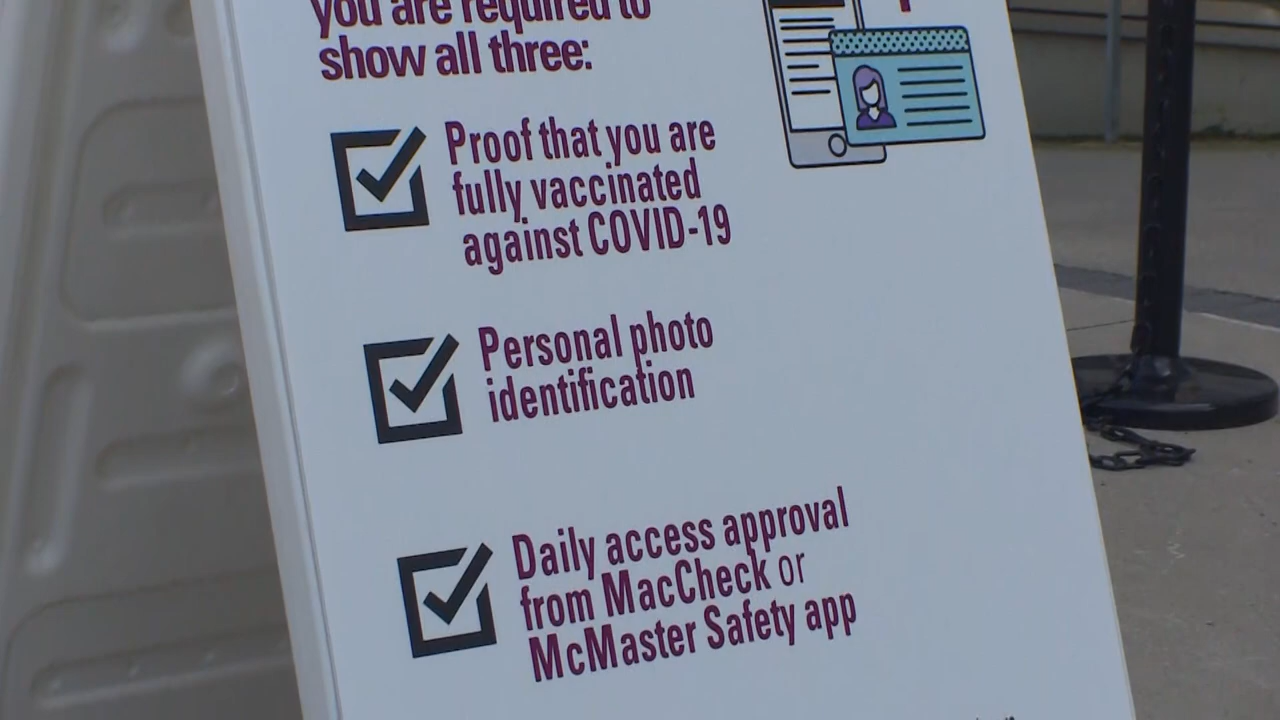 you are required to
show all three:
Proof that you are
fully vaccinated
against COVID-19
Personal photo
identification
Daily access approval
from MacCheck or
McMaster Safety app